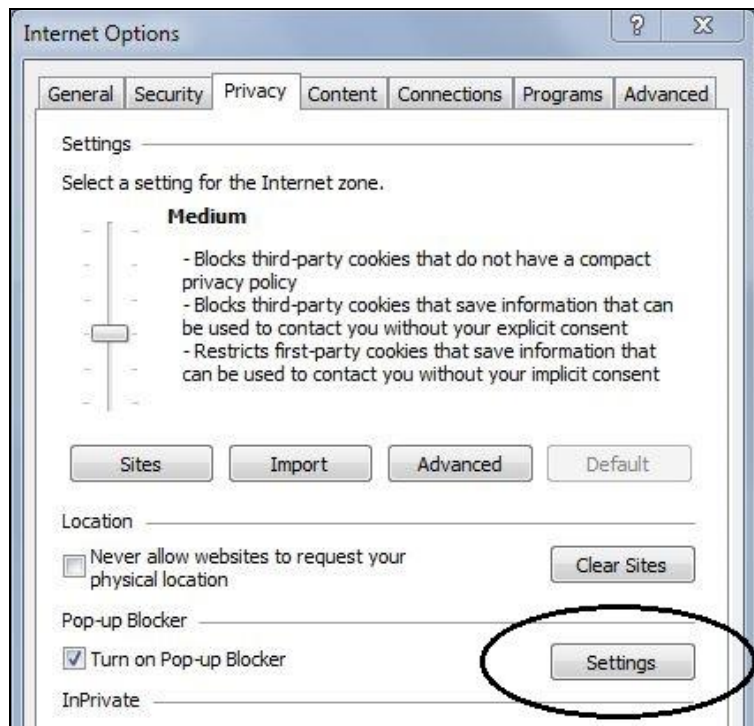 Internet Options
General Security Privacy Content Connections Programs Advanced
Settings
Select a setting for the Internet zone.
Medium
- Blocks third-party cookies that do not have a compact
privacy policy
- Blocks third-party cookies that save information that can
be used to contact you without your explicit consent
- Restricts first-party cookies that save information that
can be used to contact you without your implicit consent
Sites Import Advanced Default
Location
Never allow websites to request your
physical location
Clear Sites
Pop-up Blocker
Turn on Pop-up Blocker
Settings
InPrivate